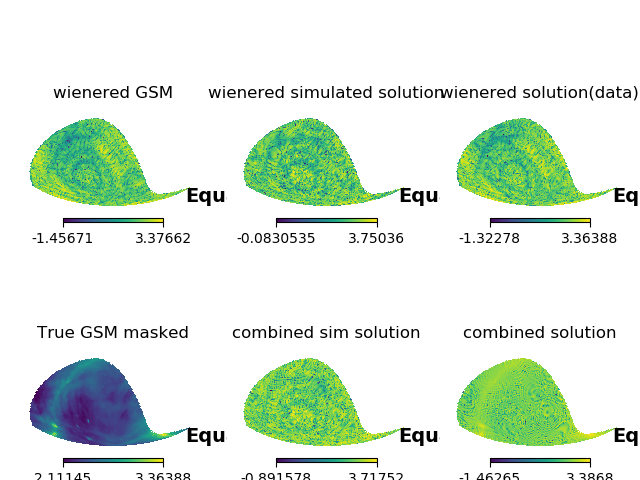 wienered GSM
wienered simulated solution
wienered solution(data)
Equ
Equ
Eq
-1.45671 3.37662
-0.0830535 3.75036
-1.32278 3.36388
True GSM masked
combined sim solution
combined solution
Equ
Equ
Eq
2.11145 3.36388
-0.891578 3.71752
-1.46265 3.3868